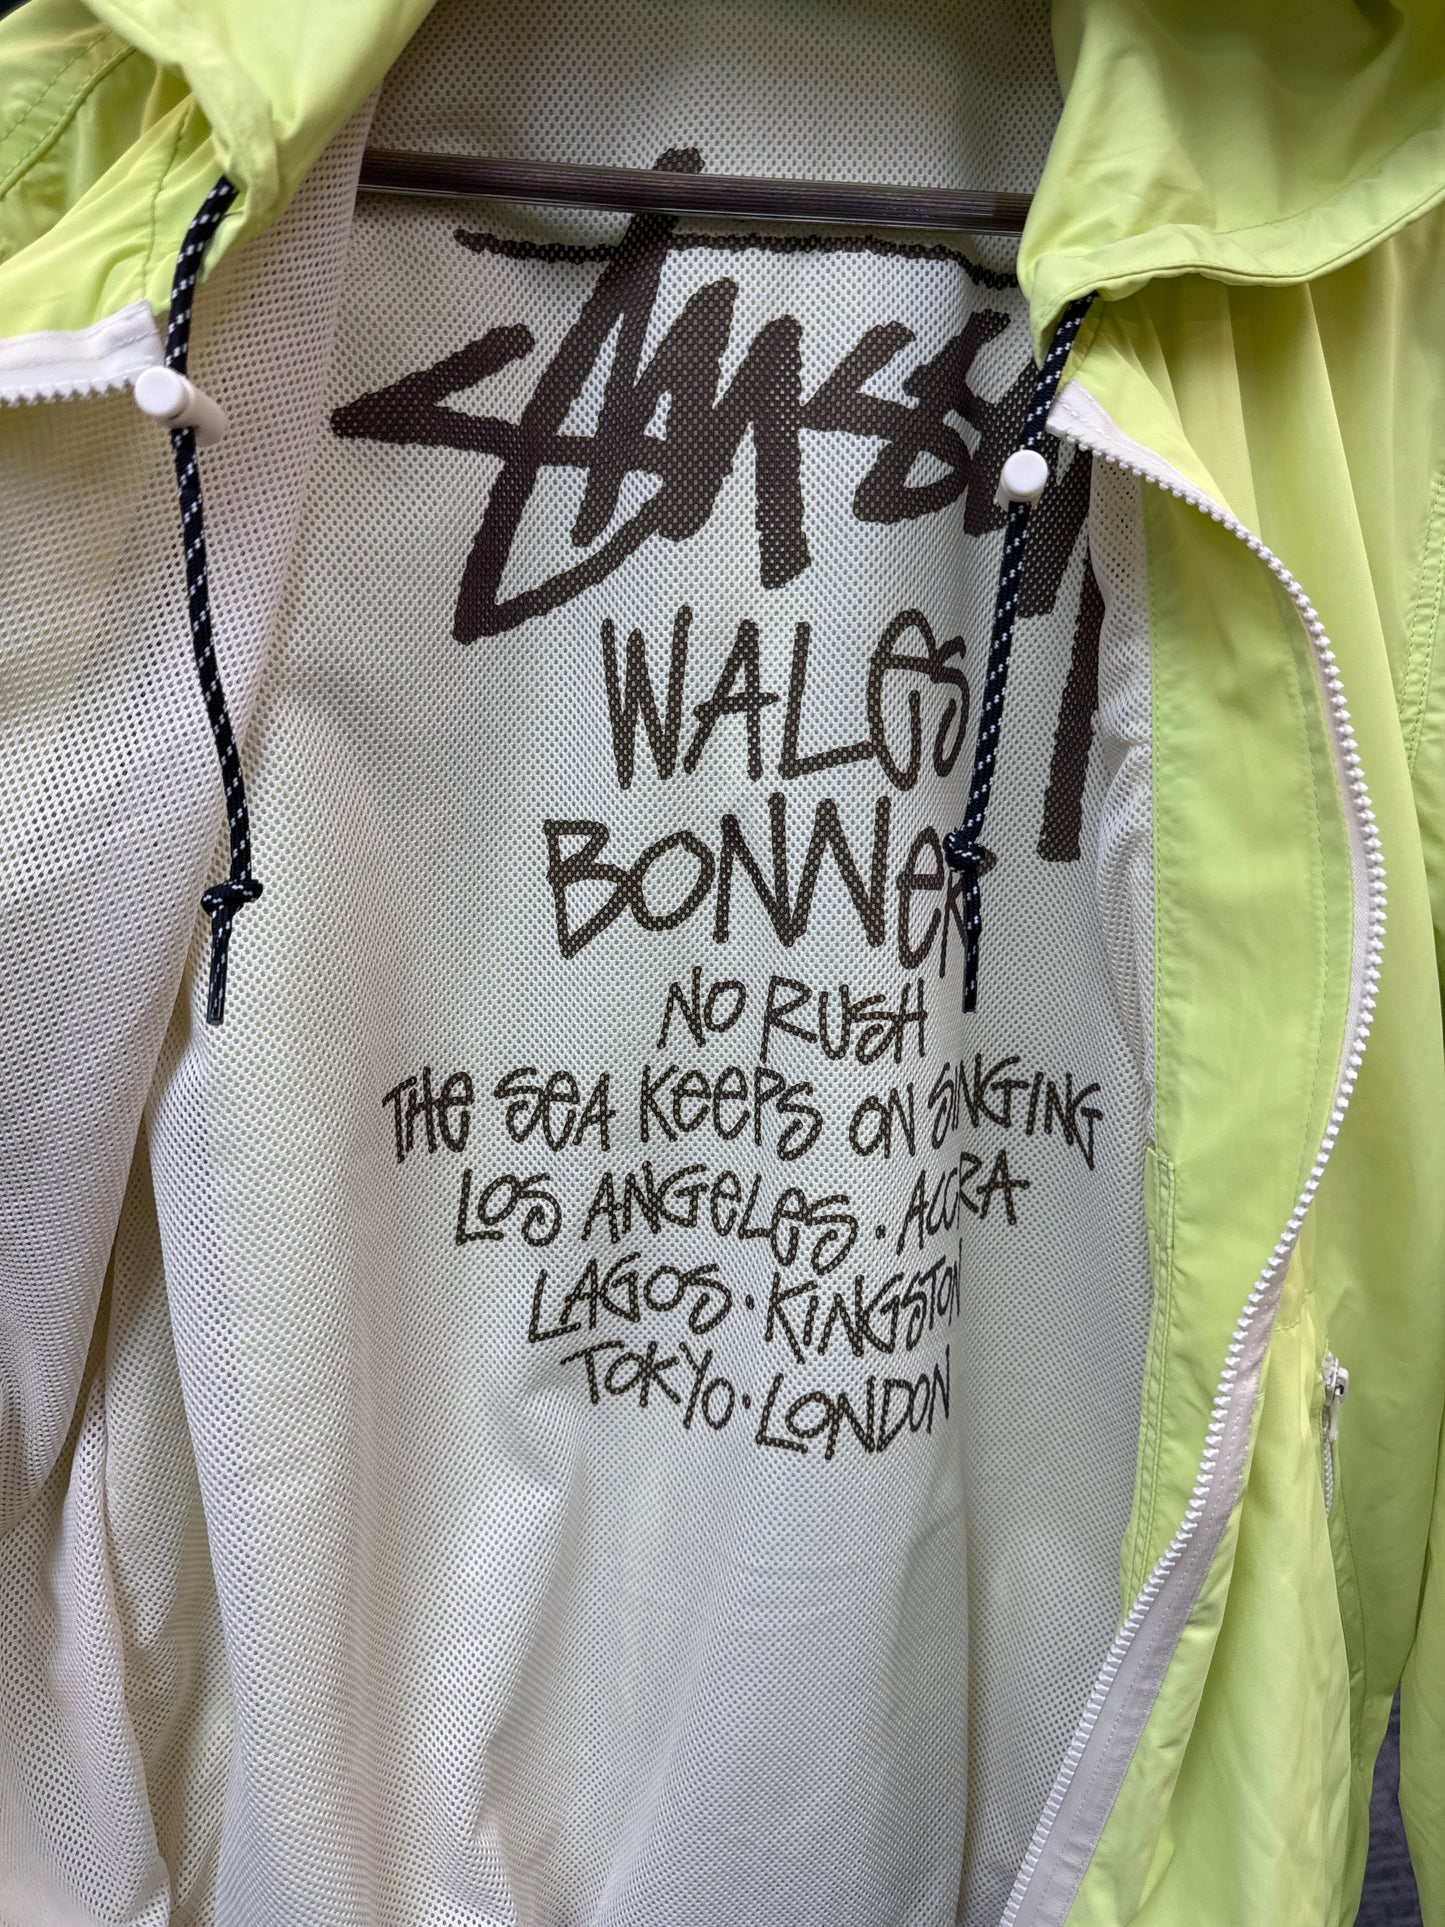 Stüssy
WALES
BONNER
NO RUSH
THE SEA KEEPS ON SINGING
LOS ANGELES · ACCRA
LAGOS · KINGSTON
TOKYO · LONDON